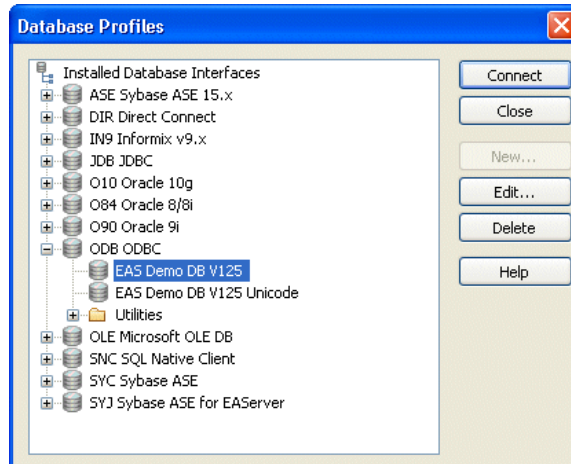 Database Profiles
Installed Database Interfaces
ASE Sybase ASE 15.x
DIR Direct Connect
IN9 Informix v9.x
JDB JDBC
O10 Oracle 10g
O84 Oracle 8/8i
O90 Oracle 9i
ODB ODBC
EAS Demo DB V125
EAS Demo DB V125 Unicode
Utilities
OLE Microsoft OLE DB
SNC SQL Native Client
SYC Sybase ASE
SYJ Sybase ASE for EAServer
Connect
Close
New...
Edit...
Delete
Help